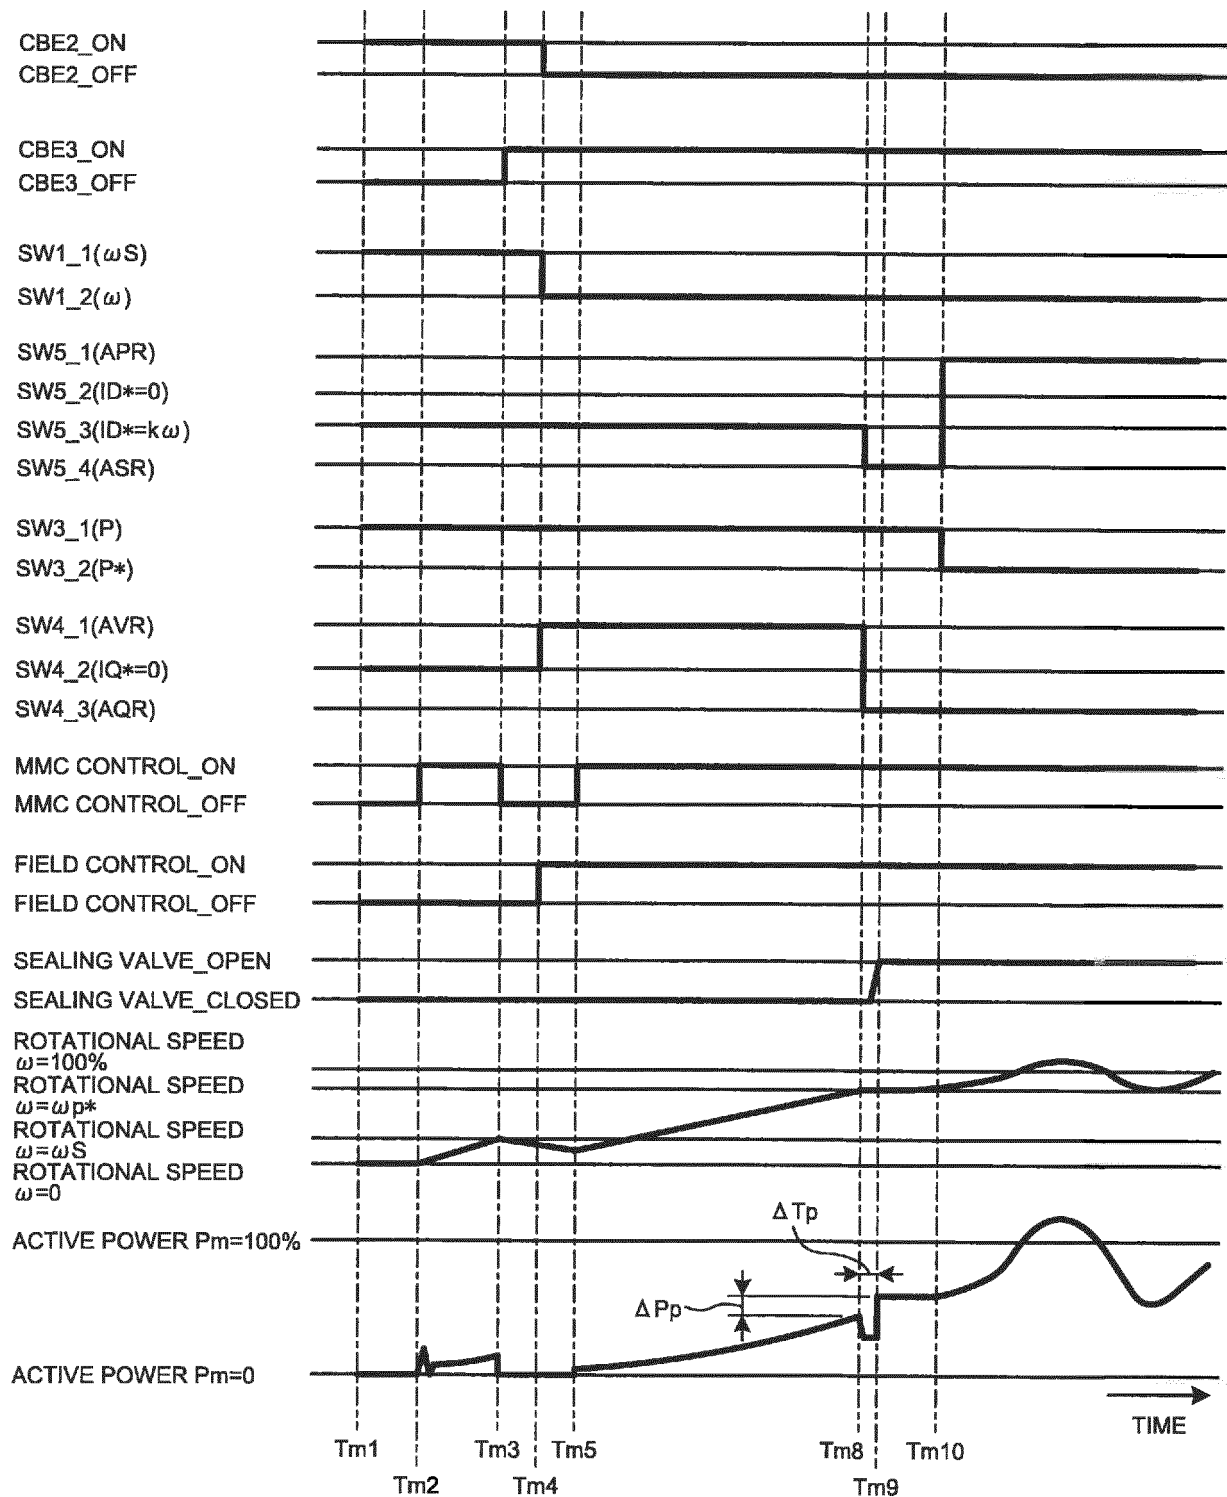 CBE2_ON
CBE2_OFF
CBE3_ON
CBE3_OFF
SW1_1(ωS)
SW1_2(ω)
SW5_1(APR)
SW5_2(ID*=0)
SW5_3(ID*=kω)
SW5_4(ASR)
SW3_1(P)
SW3_2(P*)
SW4_1(AVR)
SW4_2(IQ*=0)
SW4_3(AQR)
MMC CONTROL_ON
MMC CONTROL_OFF
FIELD CONTROL_ON
FIELD CONTROL_OFF
SEALING VALVE_OPEN
SEALING VALVE_CLOSED
ROTATIONAL SPEED
ω=100%
ROTATIONAL SPEED
ω=ωp*
ROTATIONAL SPEED
ω=ωS
ROTATIONAL SPEED
ω=0
ΔTp
ACTIVE POWER Pm=100%
ΔPp
ACTIVE POWER Pm=0
TIME
Tm1 Tm3 Tm5 Tm8 Tm10
Tm2 Tm4 Tm9